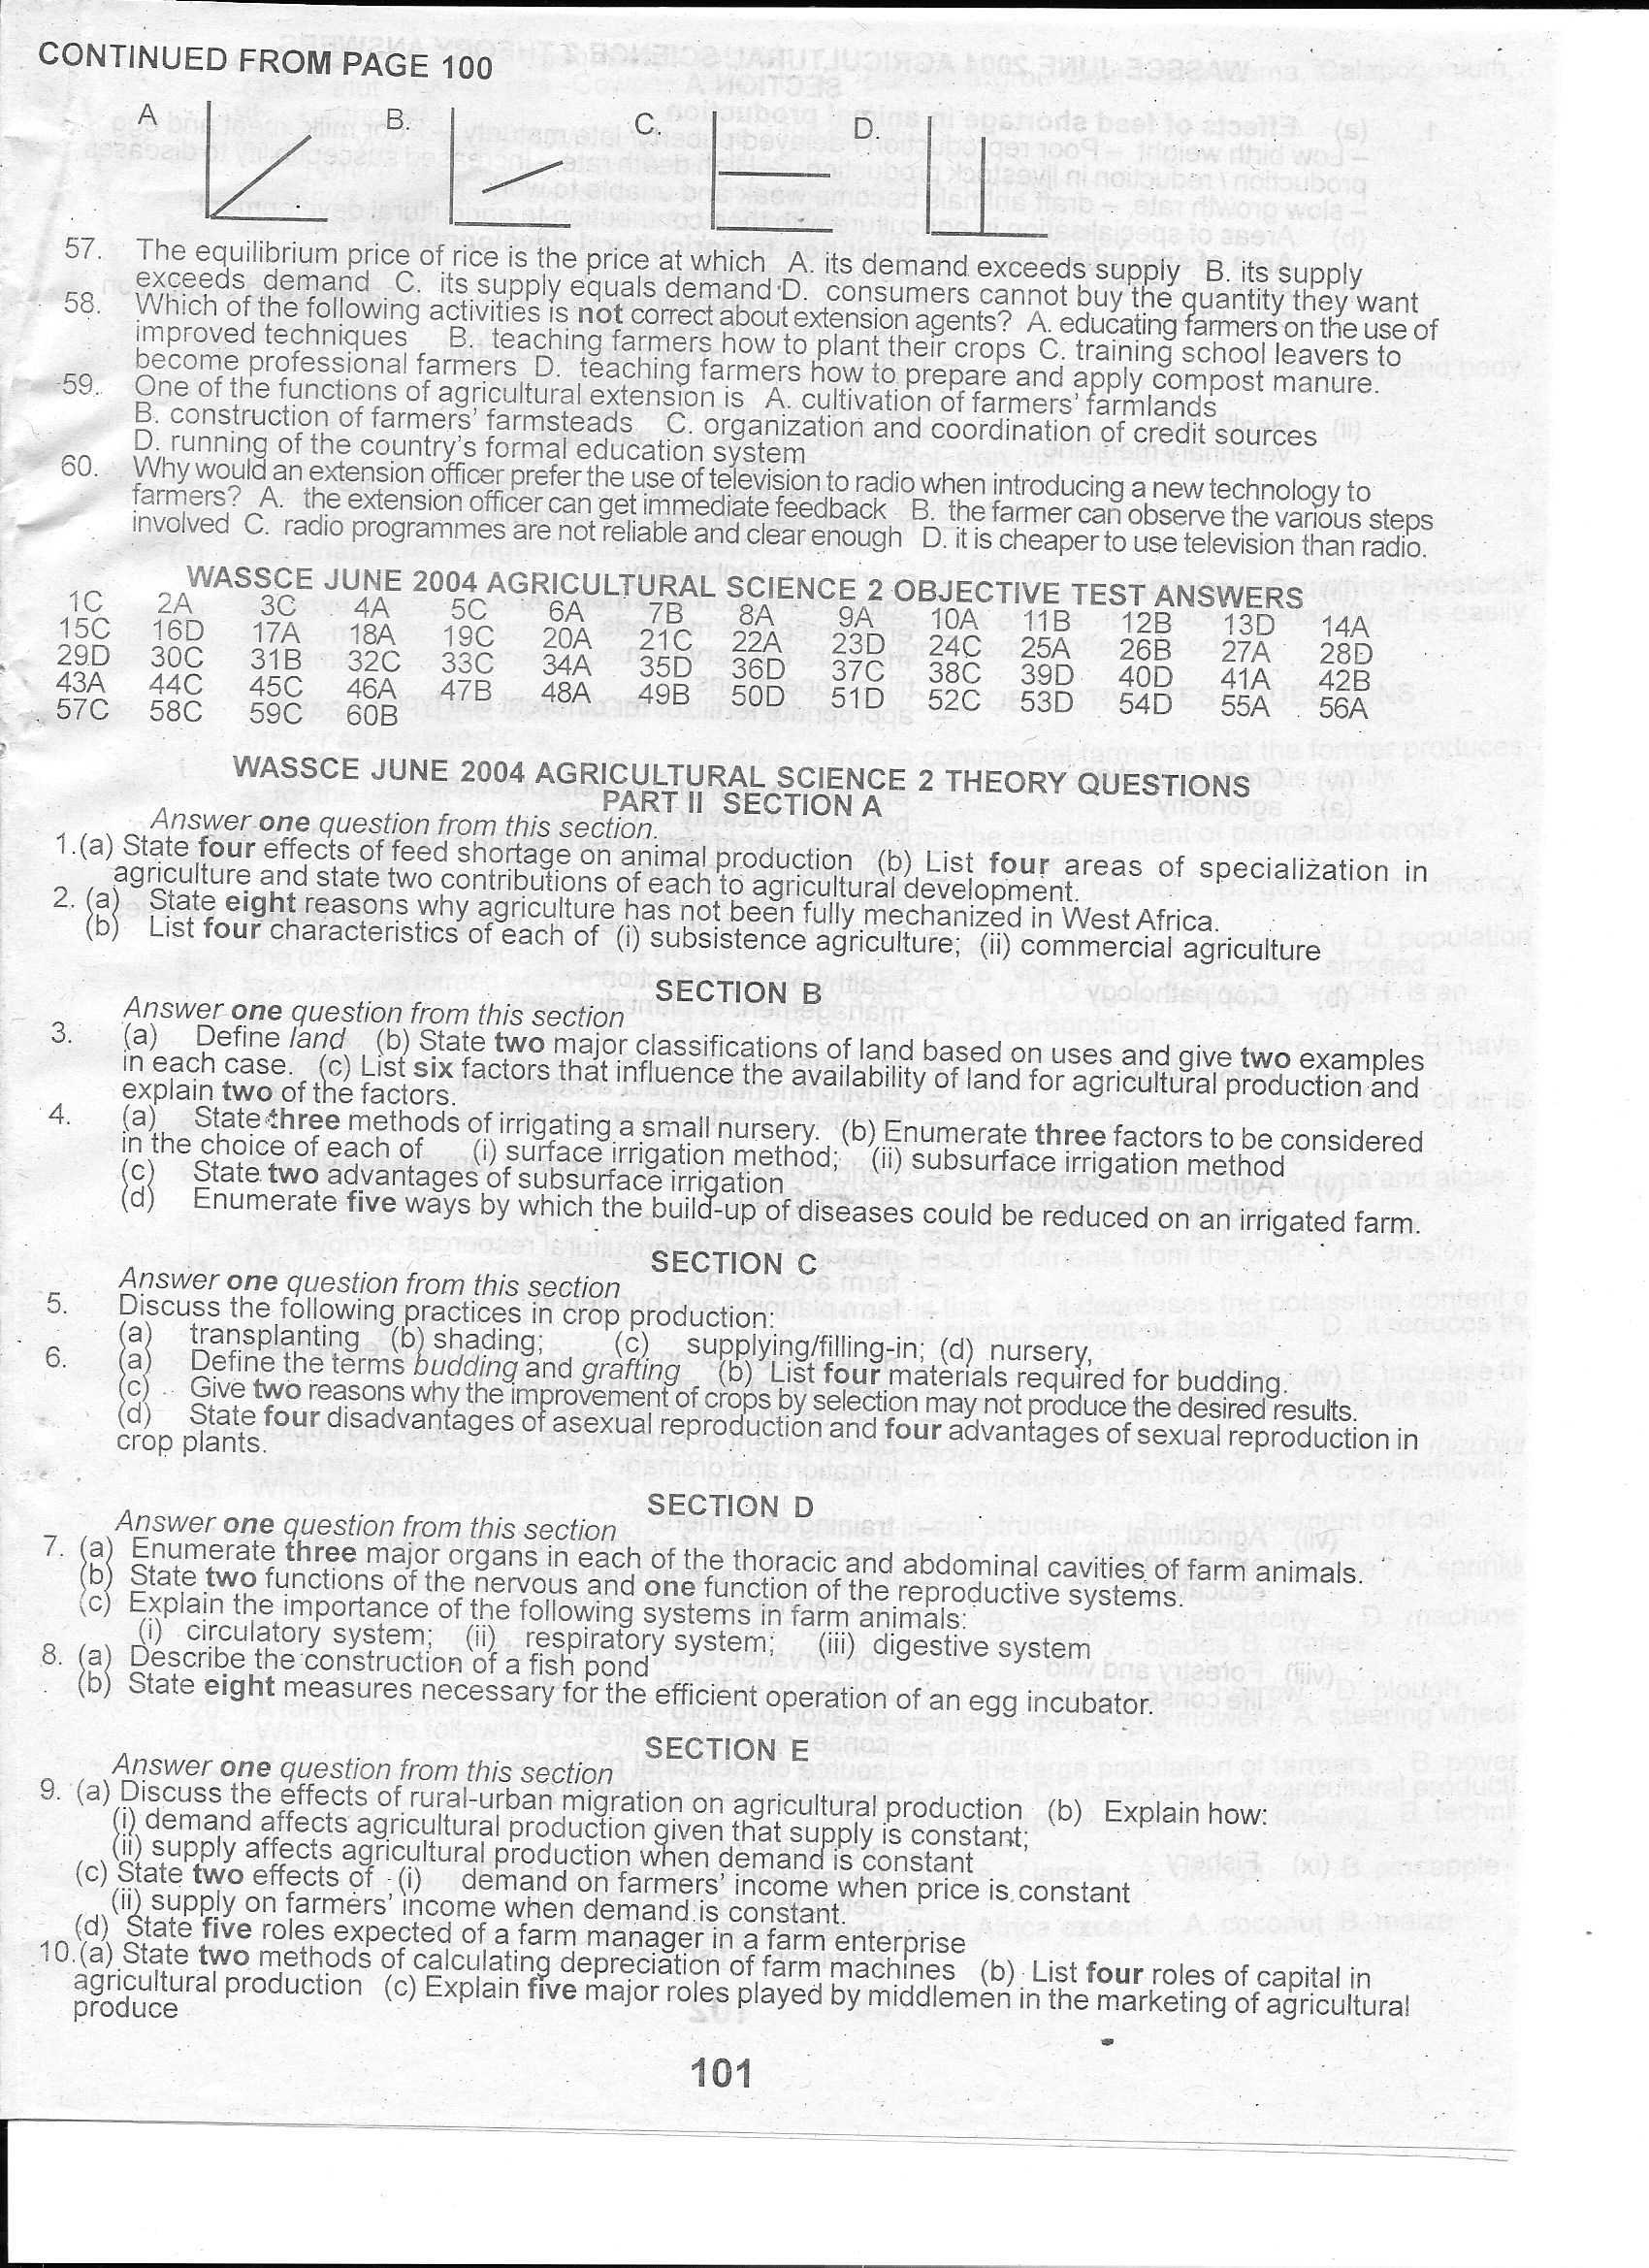 CONTINUED FROM PAGE 100
A B. C. D.
57. The equilibrium price of rice is the price at which A. its demand exceeds supply B. its supply
exceeds demand C. its supply equals demand D. consumers cannot buy the quantity they want
58. Which of the following activities is not correct about extension agents? A. educating farmers on the use of
improved techniques B. teaching farmers how to plant their crops C. training school leavers to
become professional farmers D. teaching farmers how to prepare and apply compost manure.
59. One of the functions of agricultural extension is A. cultivation of farmers' farmlands
B. construction of farmers' farmsteads C. organization and coordination of credit sources
D. running of the country's formal education system
60. Why would an extension officer prefer the use of television to radio when introducing a new technology to
farmers? A. the extension officer can get immediate feedback B. the farmer can observe the various steps
involved C. radio programmes are not reliable and clear enough D. it is cheaper to use television than radio.
WASSCE JUNE 2004 AGRICULTURAL SCIENCE 2 OBJECTIVE TEST ANSWERS
1C 2A 3C 4A 5C 6A 7B 8A 9A 10A 11B 12B 13D 14A
15C 16D 17A 18A 19C 20A 21C 22A 23D 24C 25A 26B 27A 28D
29D 30C 31B 32C 33C 34A 35D 36D 37C 38C 39D 40D 41A 42B
43A 44C 45C 46A 47B 48A 49B 50D 51D 52C 53D 54D 55A 56A
57C 58C 59C 60B
WASSCE JUNE 2004 AGRICULTURAL SCIENCE 2 THEORY QUESTIONS
PART II SECTION A
Answer one question from this section.
1.(a) State four effects of feed shortage on animal production (b) List four areas of specialization in
agriculture and state two contributions of each to agricultural development.
2. (a) State eight reasons why agriculture has not been fully mechanized in West Africa.
(b) List four characteristics of each of (i) subsistence agriculture; (ii) commercial agriculture
SECTION B
Answer one question from this section
3. (a) Define land (b) State two major classifications of land based on uses and give two examples
in each case. (c) List six factors that influence the availability of land for agricultural production and
explain two of the factors.
4. (a) State three methods of irrigating a small nursery. (b) Enumerate three factors to be considered
in the choice of each of (i) surface irrigation method; (ii) subsurface irrigation method
(c) State two advantages of subsurface irrigation
(d) Enumerate five ways by which the build-up of diseases could be reduced on an irrigated farm.
SECTION C
Answer one question from this section
5. Discuss the following practices in crop production:
(a) transplanting (b) shading; (c) supplying/filling-in; (d) nursery,
6. (a) Define the terms budding and grafting (b) List four materials required for budding.
(c) Give two reasons why the improvement of crops by selection may not produce the desired results.
(d) State four disadvantages of asexual reproduction and four advantages of sexual reproduction in
crop plants.
SECTION D
Answer one question from this section
7. (a) Enumerate three major organs in each of the thoracic and abdominal cavities of farm animals.
(b) State two functions of the nervous and one function of the reproductive systems.
(c) Explain the importance of the following systems in farm animals:
(i) circulatory system; (ii) respiratory system; (iii) digestive system
8. (a) Describe the construction of a fish pond
(b) State eight measures necessary for the efficient operation of an egg incubator.
SECTION E
Answer one question from this section
9. (a) Discuss the effects of rural-urban migration on agricultural production (b) Explain how:
(i) demand affects agricultural production given that supply is constant;
(ii) supply affects agricultural production when demand is constant
(c) State two effects of (i) demand on farmers' income when price is constant
(ii) supply on farmers' income when demand is constant.
(d) State five roles expected of a farm manager in a farm enterprise
10.(a) State two methods of calculating depreciation of farm machines (b) List four roles of capital in
agricultural production (c) Explain five major roles played by middlemen in the marketing of agricultural
produce
101